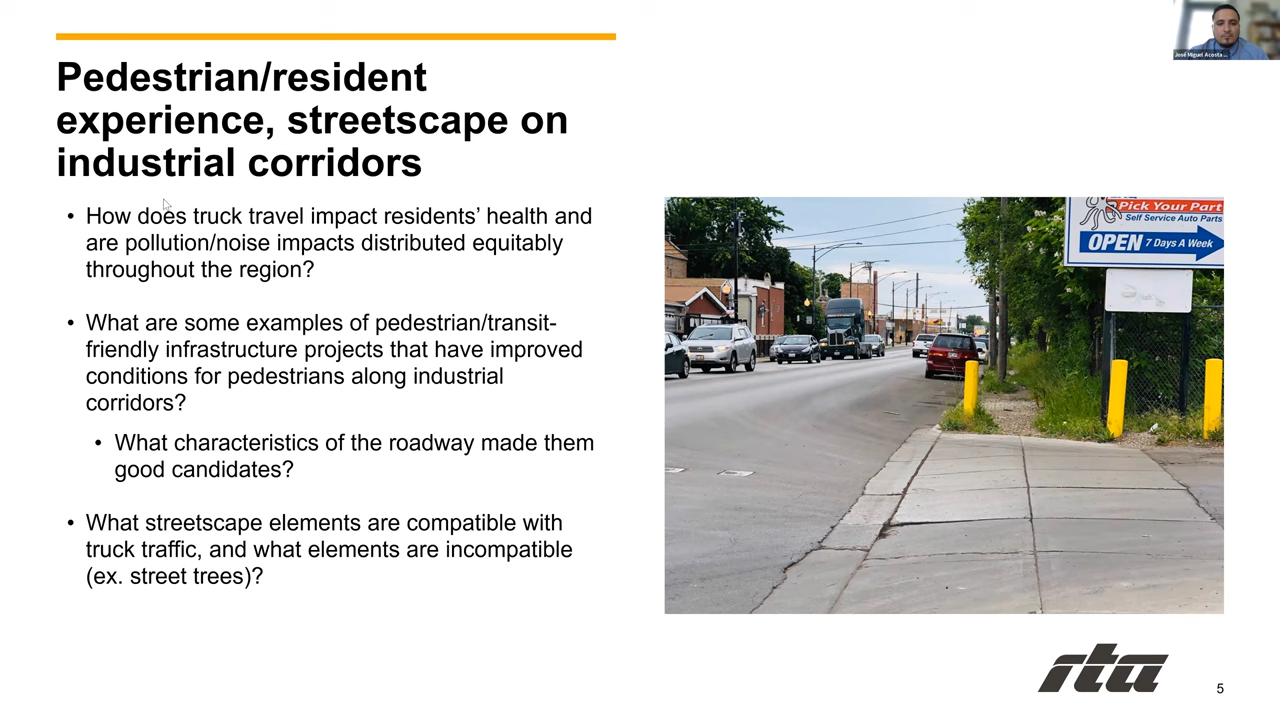 José Miguel Acosta ...
Pedestrian/resident
experience, streetscape on
industrial corridors
• How does truck travel impact residents’ health and
are pollution/noise impacts distributed equitably
throughout the region?
• What are some examples of pedestrian/transit-
friendly infrastructure projects that have improved
conditions for pedestrians along industrial
corridors?
• What characteristics of the roadway made them
good candidates?
• What streetscape elements are compatible with
truck traffic, and what elements are incompatible
(ex. street trees)?
Pick Your Part
Self Service Auto Parts
OPEN 7 Days A Week
rta
5